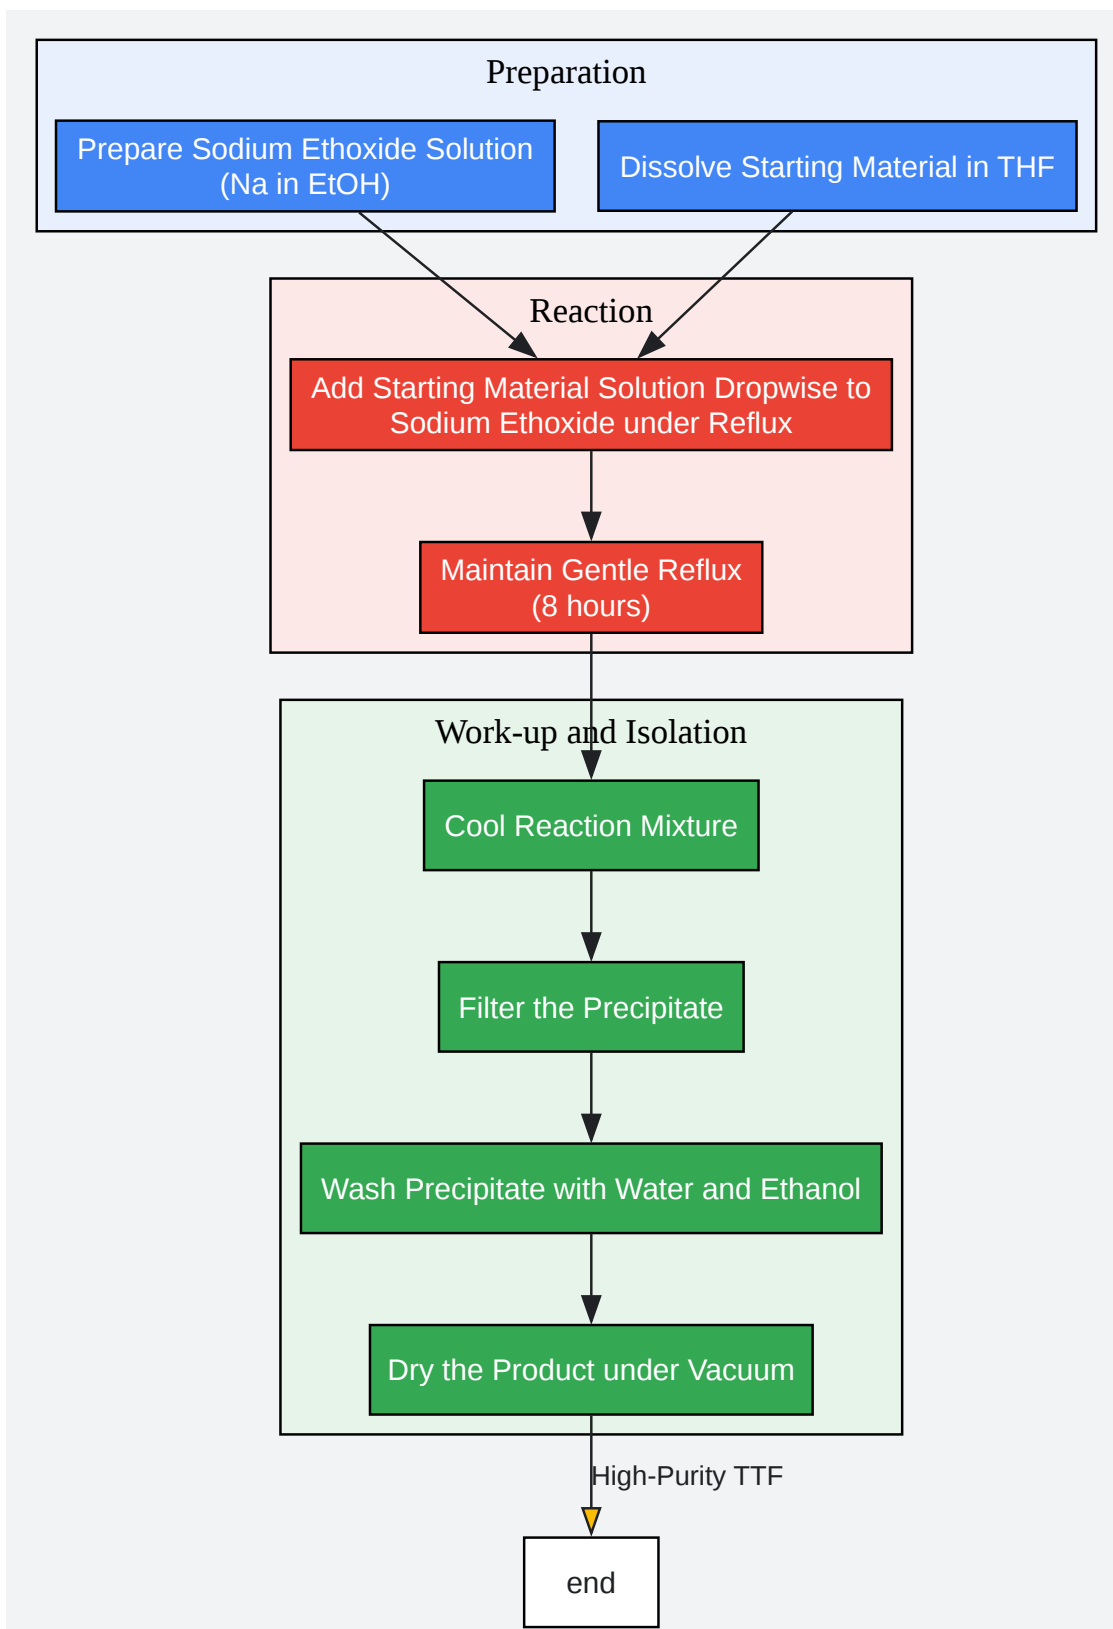 Preparation
Prepare Sodium Ethoxide Solution
(Na in EtOH)
Dissolve Starting Material in THF
Reaction
Add Starting Material Solution Dropwise to
Sodium Ethoxide under Reflux
Maintain Gentle Reflux
(8 hours)
Work-up and Isolation
Cool Reaction Mixture
Filter the Precipitate
Wash Precipitate with Water and Ethanol
Dry the Product under Vacuum
High-Purity TTF
end